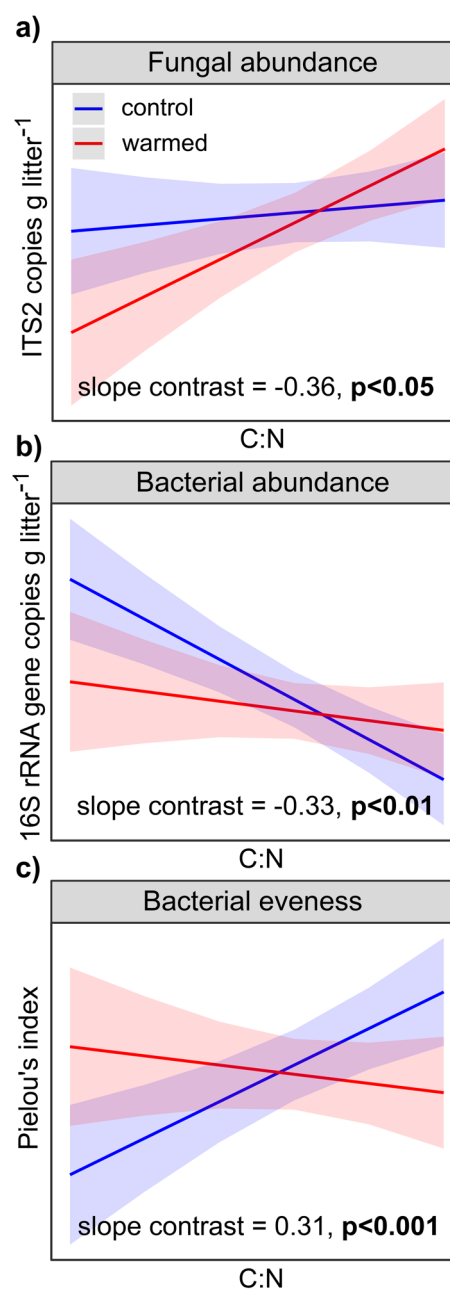 a)
Fungal abundance
control
warmed
ITS2 copies g litter⁻¹
slope contrast = -0.36, p<0.05
C:N
b)
Bacterial abundance
16S rRNA gene copies g litter⁻¹
slope contrast = -0.33, p<0.01
C:N
c)
Bacterial eveness
Pielou's index
slope contrast = 0.31, p<0.001
C:N